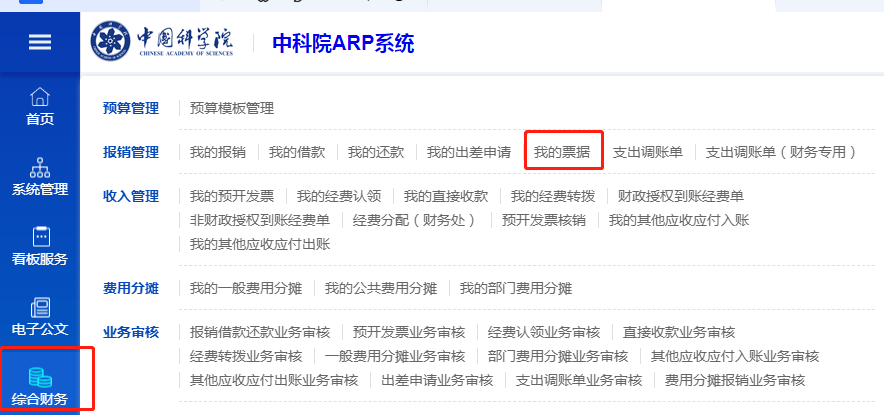 中国科学院
CHINESE ACADEMY OF SCIENCES
中科院ARP系统
首页
系统管理
看板服务
电子公文
综合财务
预算管理 预算模板管理
报销管理 我的报销 我的借款 我的还款 我的出差申请 我的票据 支出调账单 支出调账单（财务专用）
收入管理 我的预开发票 我的经费认领 我的直接收款 我的经费转拨 财政授权到账经费单
非财政授权到账经费单 经费分配（财务处） 预开发票核销 我的其他应收应付入账
我的其他应收应付出账
费用分摊 我的一般费用分摊 我的公共费用分摊 我的部门费用分摊
业务审核 报销借款还款业务审核 预开发票业务审核 经费认领业务审核 直接收款业务审核
经费转拨业务审核 一般费用分摊业务审核 部门费用分摊业务审核 其他应收应付入账业务审核
其他应收应付出账业务审核 出差申请业务审核 支出调账单业务审核 费用分摊报销业务审核